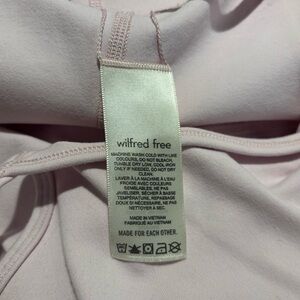 wilfred free
MACHINE WASH COLD WITH LIKE
COLOURS, DO NOT BLEACH,
TUMBLE DRY LOW, COOL IRON
ONLY IF NEEDED, DO NOT DRY
CLEAN.
LAVER À LA MACHINE À L'EAU
FROIDE AVEC COULEURS
SEMBLABLES, NE PAS
JAVELISER, SÉCHER À BASSE
TEMPÉRATURE, REPASSAGE
DOUX SI NÉCESSAIRE, NE PAS
NETTOYER À SEC.
MADE IN VIETNAM
FABRIQUÉ AU VIETNAM
MADE FOR EACH OTHER.